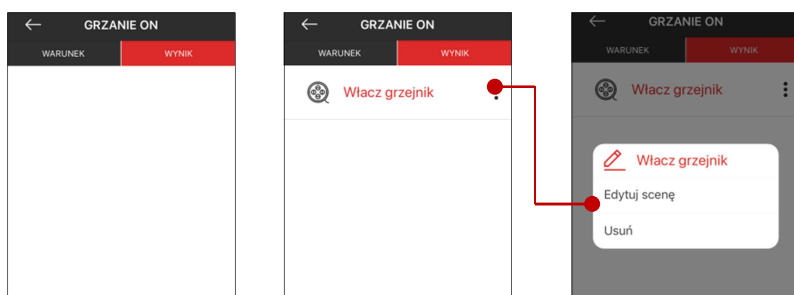 GRZANIE ON
WARUNEK WYNIK
GRZANIE ON
WARUNEK WYNIK
Włacz grzejnik
GRZANIE ON
WARUNEK WYNIK
Włacz grzejnik
Włacz grzejnik
Edytuj scenę
Usuń